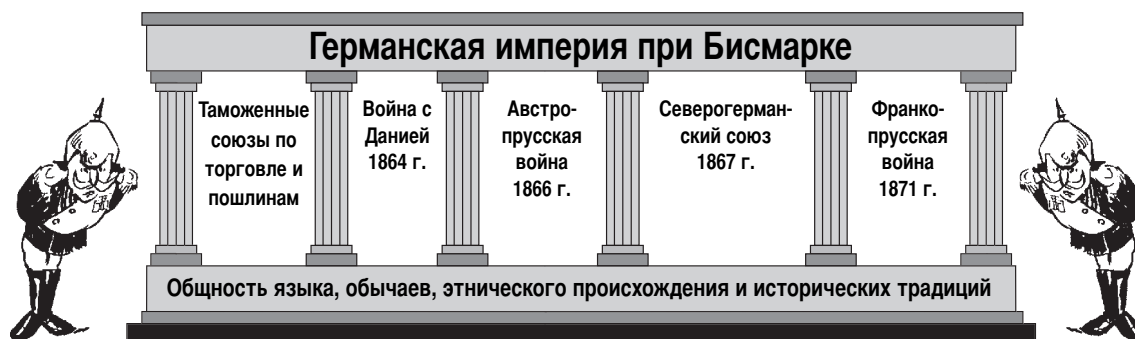 Германская империя при Бисмарке
Таможенные
союзы по
торговле и
пошлинам
Война с
Данией
1864 г.
Австро-
прусская
война
1866 г.
Северогерман-
ский союз
1867 г.
Франко-
прусская
война
1871 г.
Общность языка, обычаев, этнического происхождения и исторических традиций